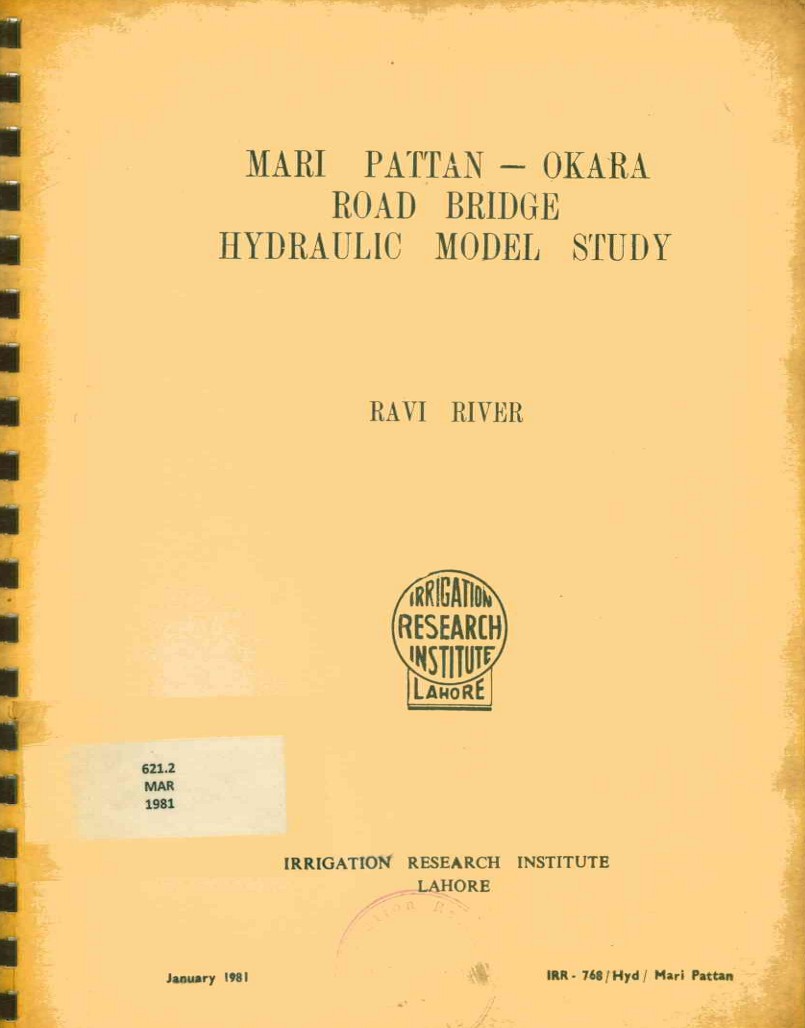 MARI PATTAN — OKARA
ROAD BRIDGE
HYDRAULIC MODEL STUDY
RAVI RIVER
IRRIGATION
RESEARCH
INSTITUTE
LAHORE
621.2
MAR
1981
IRRIGATION RESEARCH INSTITUTE
LAHORE
January 1981
IRR - 768/Hyd/ Mari Pattan